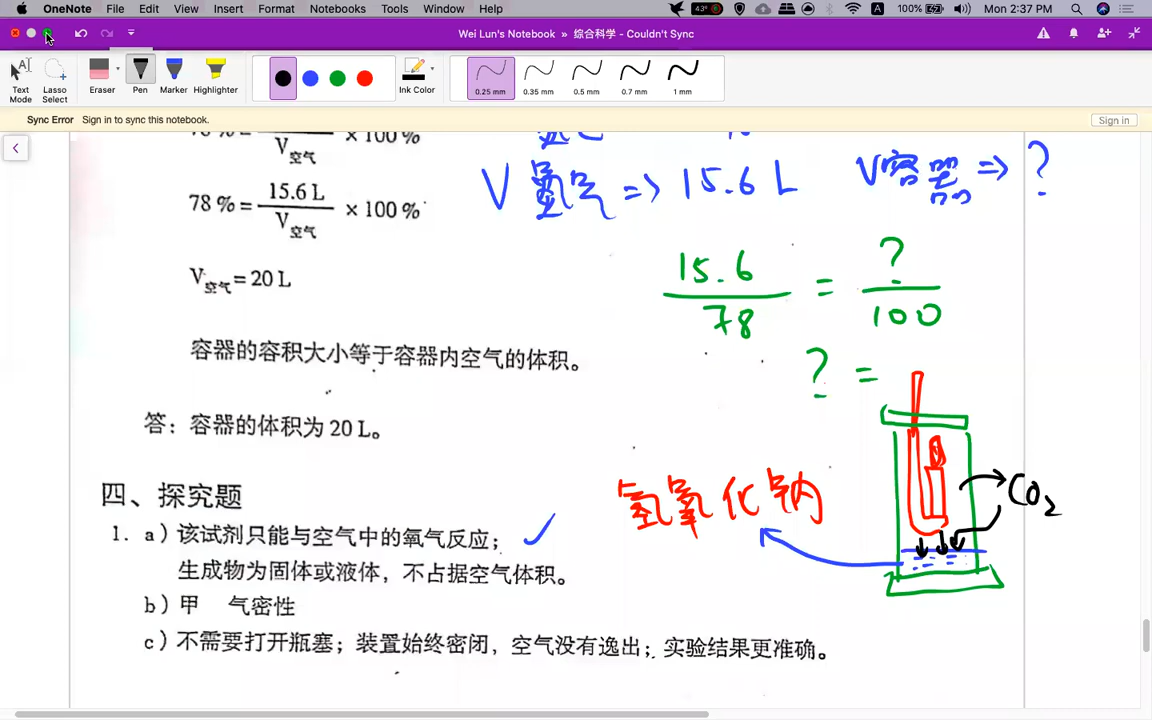 OneNote File Edit View Insert Format Notebooks Tools Window Help 43° 100% A Mon 2:37 PM
Wei Lun's Notebook » 综合科学 - Couldn't Sync
Text Mode Lasso Select Eraser Pen Marker Highlighter Ink Color 0.25 mm 0.35 mm 0.5 mm 0.7 mm 1 mm
Sync Error Sign in to sync this notebook. Sign in
V空气 × 100 %
V 氮气 => 15.6 L V容器 => ?
78 % = 15.6 L / V空气 × 100 %
15.6 / 78 = ? / 100
V空气 = 20 L
? =
容器的容积大小等于容器内空气的体积。
答: 容器的体积为 20 L。
四、探究题
氢氧化钠
CO2
1. a) 该试剂只能与空气中的氧气反应;
生成物为固体或液体，不占据空气体积。
b) 甲 气密性
c) 不需要打开瓶塞; 装置始终密闭, 空气没有逸出; 实验结果更准确。